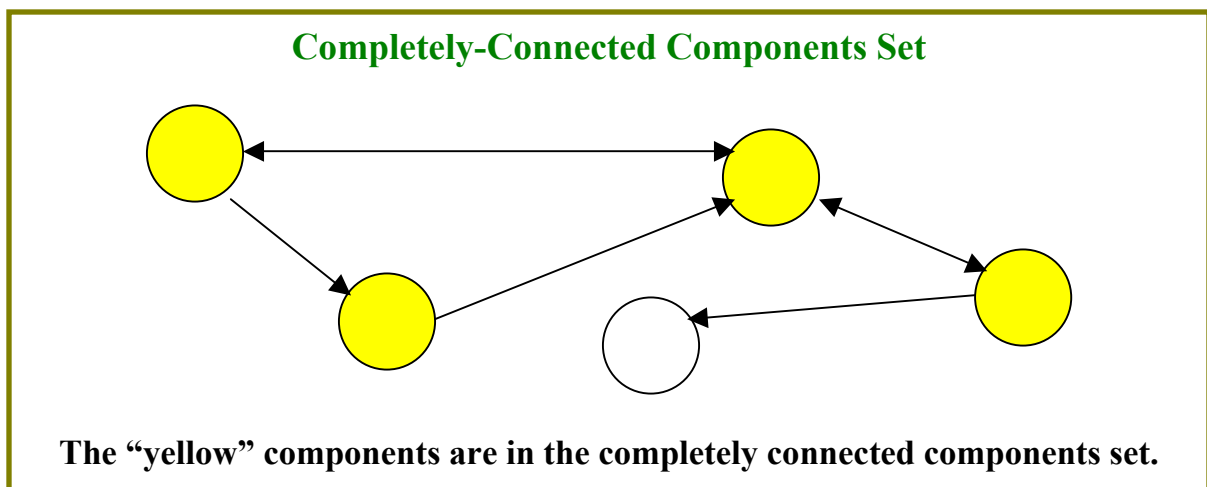 Completely-Connected Components Set
The “yellow” components are in the completely connected components set.